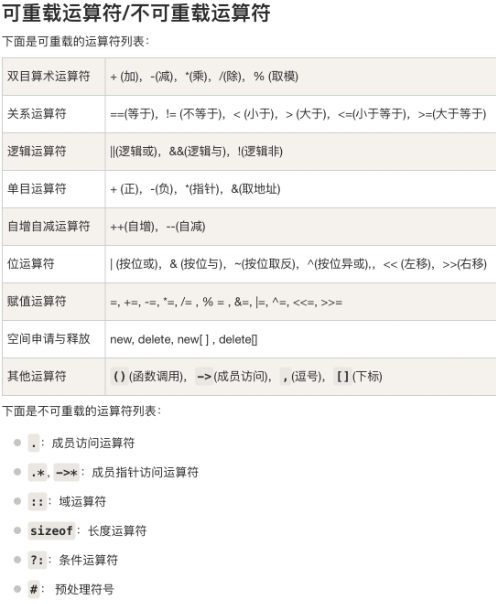 可重载运算符/不可重载运算符
下面是可重载的运算符列表：
双目算术运算符 + (加)，-(减)，*(乘)，/(除)，% (取模)
关系运算符 ==(等于)，!= (不等于)，< (小于)，> (大于)，<=(小于等于)，>=(大于等于)
逻辑运算符 ||(逻辑或)，&&(逻辑与)，!(逻辑非)
单目运算符 + (正)，-(负)，*(指针)，&(取地址)
自增自减运算符 ++(自增)，--(自减)
位运算符 | (按位或)，& (按位与)，~(按位取反)，^(按位异或),，<< (左移)，>>(右移)
赋值运算符 =, +=, -=, *=, /= , % = , &=, |=, ^=, <<=, >>=
空间申请与释放 new, delete, new[ ] , delete[]
其他运算符 ()(函数调用)，->(成员访问)，,(逗号)，[](下标)
下面是不可重载的运算符列表：
.：成员访问运算符
.*, ->*：成员指针访问运算符
::：域运算符
sizeof：长度运算符
?:：条件运算符
#： 预处理符号